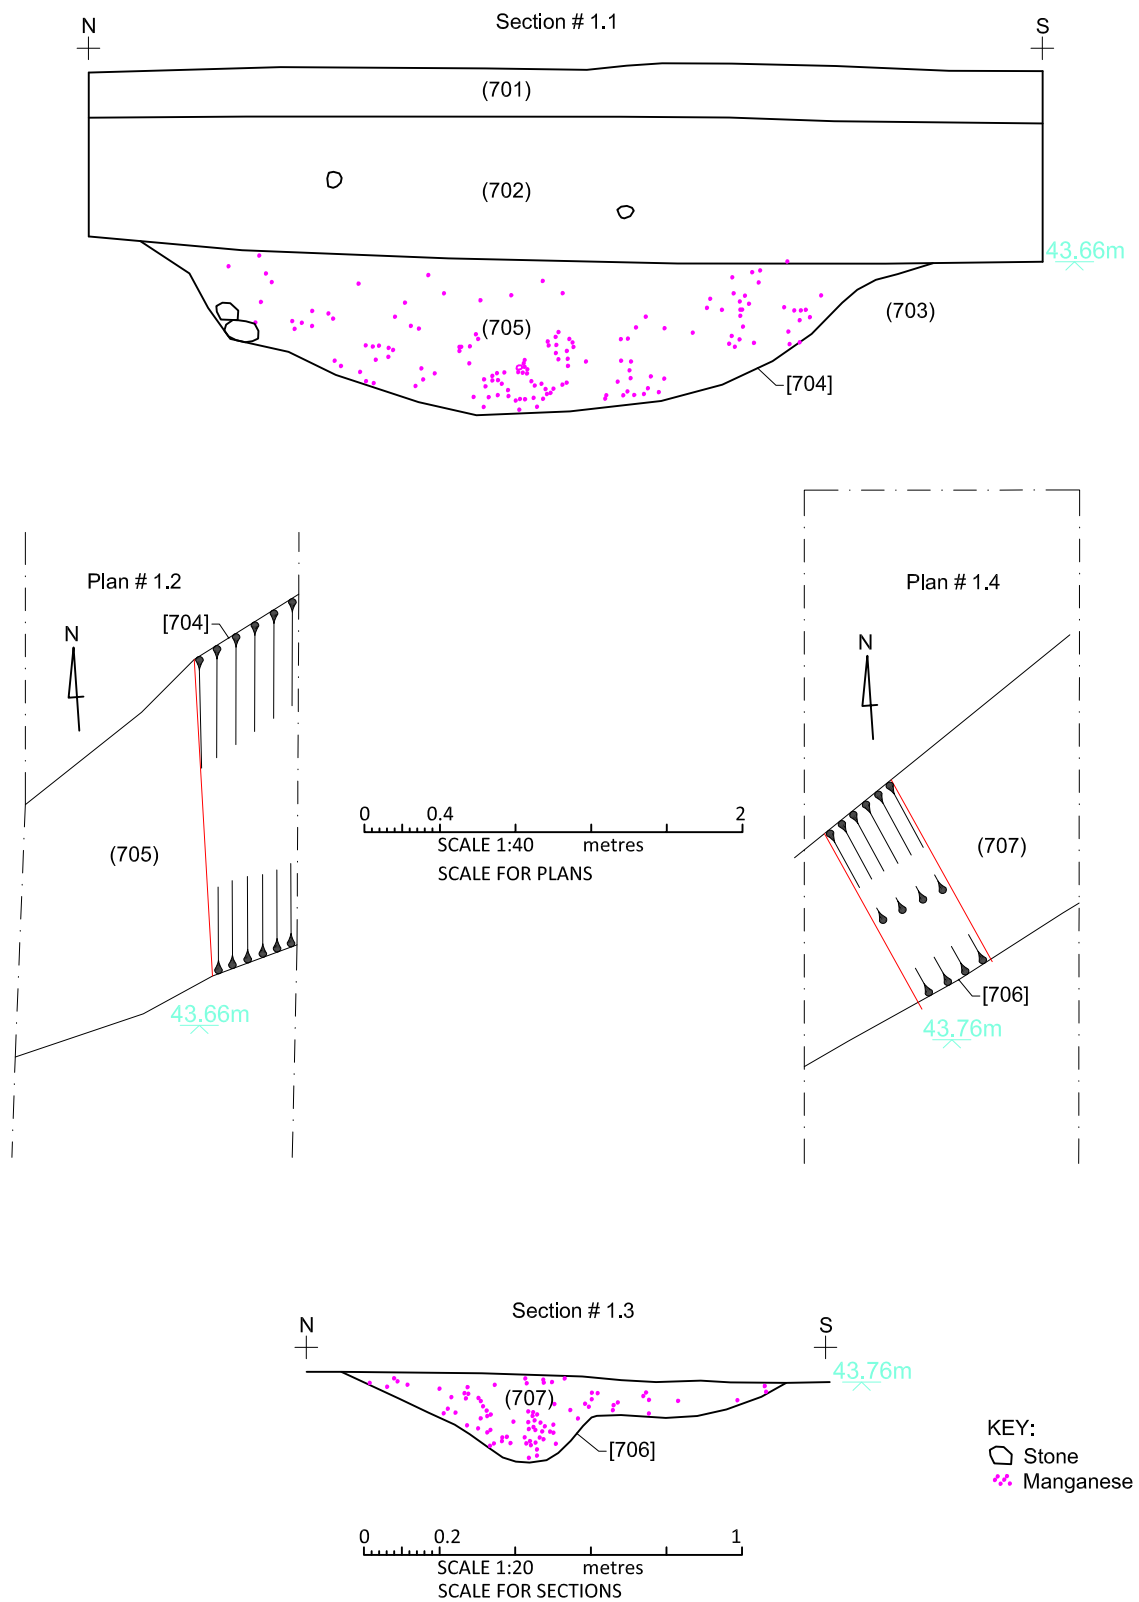 Section # 1.1
N S
(701)
(702)
43.66m
(703)
(705)
[704]
Plan # 1.2
[704]
N
(705)
43.66m
Plan # 1.4
N
(707)
[706]
43.76m
0 0.4 2
SCALE 1:40 metres
SCALE FOR PLANS
Section # 1.3
N S
43.76m
(707)
[706]
KEY:
Stone
Manganese
0 0.2 1
SCALE 1:20 metres
SCALE FOR SECTIONS